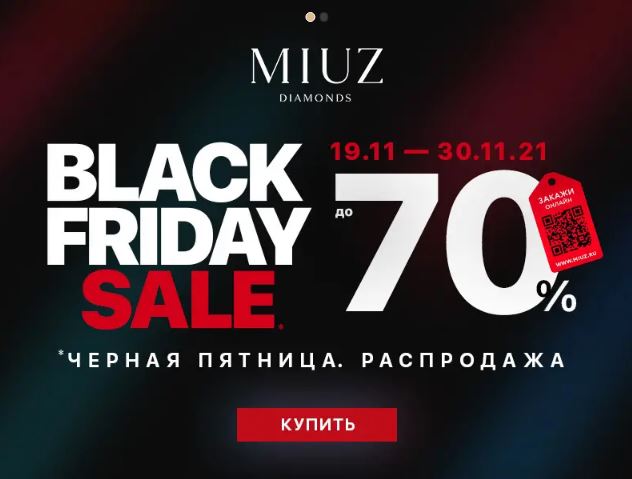 MIUZ
DIAMONDS
BLACK
FRIDAY
SALE*
19.11 — 30.11.21
до
70%
ЗАКАЖИ
ОНЛАЙН
WWW.MIUZ.RU
*ЧЕРНАЯ ПЯТНИЦА. РАСПРОДАЖА
КУПИТЬ